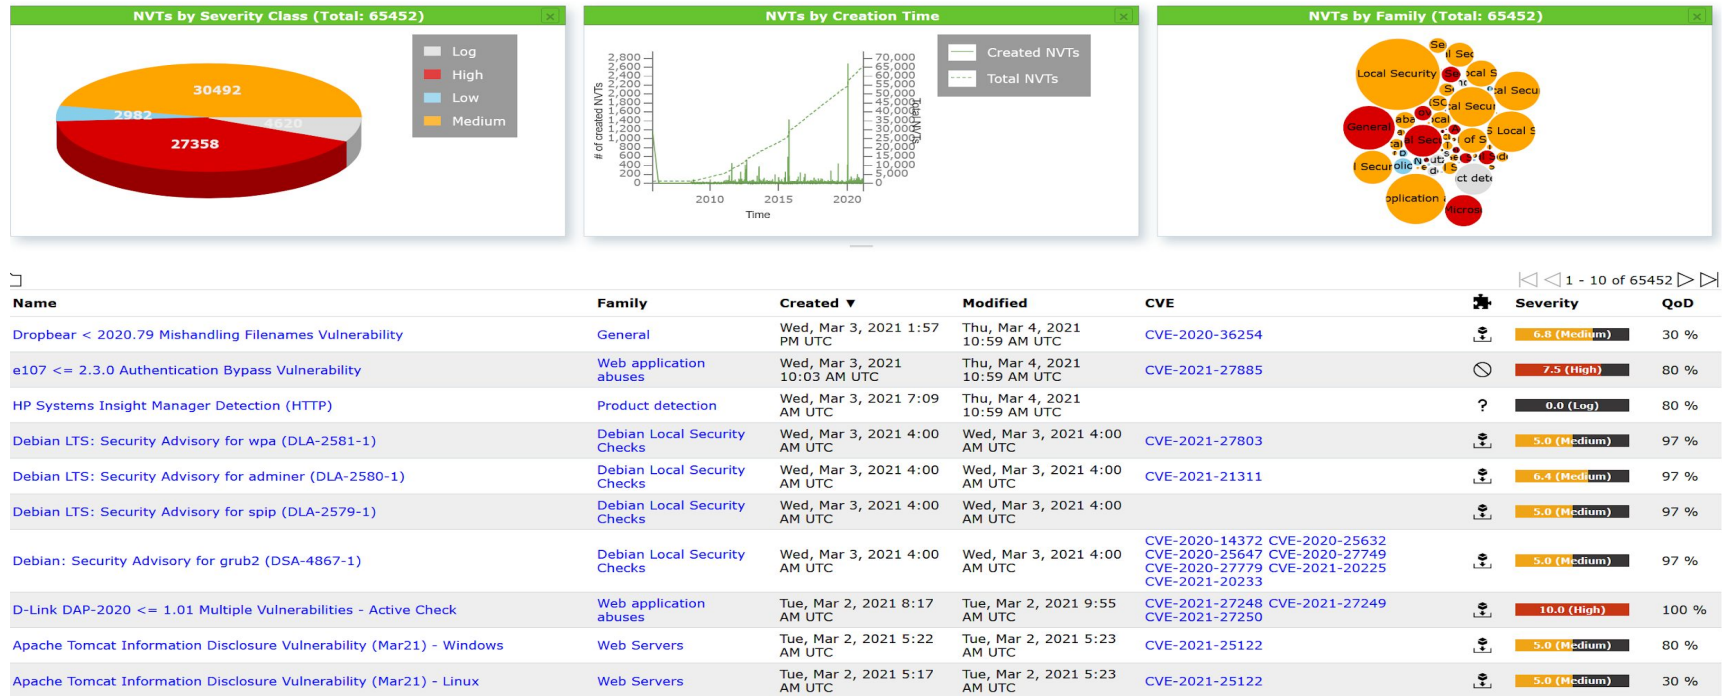 NVTs by Severity Class (Total: 65452)
Log
High
Low
Medium
30492
2982
4620
27358
NVTs by Creation Time
Created NVTs
Total NVTs
# of created NVTs
2,800
2,600
2,400
2,200
2,000
1,800
1,600
1,400
1,200
1,000
800
600
400
200
0
70,000
65,000
60,000
55,000
50,000
45,000
40,000
35,000
30,000
25,000
20,000
15,000
10,000
5,000
0
Total NVTs
2010 2015 2020
Time
NVTs by Family (Total: 65452)
Local Security
General
S Local S
l Secur
plication
Micros
ct dete
1 - 10 of 65452
Name Family Created ▼ Modified CVE Severity QoD
Dropbear < 2020.79 Mishandling Filenames Vulnerability General Wed, Mar 3, 2021 1:57 PM UTC Thu, Mar 4, 2021 10:59 AM UTC CVE-2020-36254 6.8 (Medium) 30 %
e107 <= 2.3.0 Authentication Bypass Vulnerability Web application abuses Wed, Mar 3, 2021 10:03 AM UTC Thu, Mar 4, 2021 10:59 AM UTC CVE-2021-27885 7.5 (High) 80 %
HP Systems Insight Manager Detection (HTTP) Product detection Wed, Mar 3, 2021 7:09 AM UTC Thu, Mar 4, 2021 10:59 AM UTC ? 0.0 (Log) 80 %
Debian LTS: Security Advisory for wpa (DLA-2581-1) Debian Local Security Checks Wed, Mar 3, 2021 4:00 AM UTC Wed, Mar 3, 2021 4:00 AM UTC CVE-2021-27803 5.0 (Medium) 97 %
Debian LTS: Security Advisory for adminer (DLA-2580-1) Debian Local Security Checks Wed, Mar 3, 2021 4:00 AM UTC Wed, Mar 3, 2021 4:00 AM UTC CVE-2021-21311 6.4 (Medium) 97 %
Debian LTS: Security Advisory for spip (DLA-2579-1) Debian Local Security Checks Wed, Mar 3, 2021 4:00 AM UTC Wed, Mar 3, 2021 4:00 AM UTC 5.0 (Medium) 97 %
Debian: Security Advisory for grub2 (DSA-4867-1) Debian Local Security Checks Wed, Mar 3, 2021 4:00 AM UTC Wed, Mar 3, 2021 4:00 AM UTC CVE-2020-14372 CVE-2020-25632 CVE-2020-25647 CVE-2020-27749 CVE-2020-27779 CVE-2021-20225 CVE-2021-20233 5.0 (Medium) 97 %
D-Link DAP-2020 <= 1.01 Multiple Vulnerabilities - Active Check Web application abuses Tue, Mar 2, 2021 8:17 AM UTC Tue, Mar 2, 2021 9:55 AM UTC CVE-2021-27248 CVE-2021-27249 CVE-2021-27250 10.0 (High) 100 %
Apache Tomcat Information Disclosure Vulnerability (Mar21) - Windows Web Servers Tue, Mar 2, 2021 5:22 AM UTC Tue, Mar 2, 2021 5:23 AM UTC CVE-2021-25122 5.0 (Medium) 80 %
Apache Tomcat Information Disclosure Vulnerability (Mar21) - Linux Web Servers Tue, Mar 2, 2021 5:17 AM UTC Tue, Mar 2, 2021 5:23 AM UTC CVE-2021-25122 5.0 (Medium) 30 %